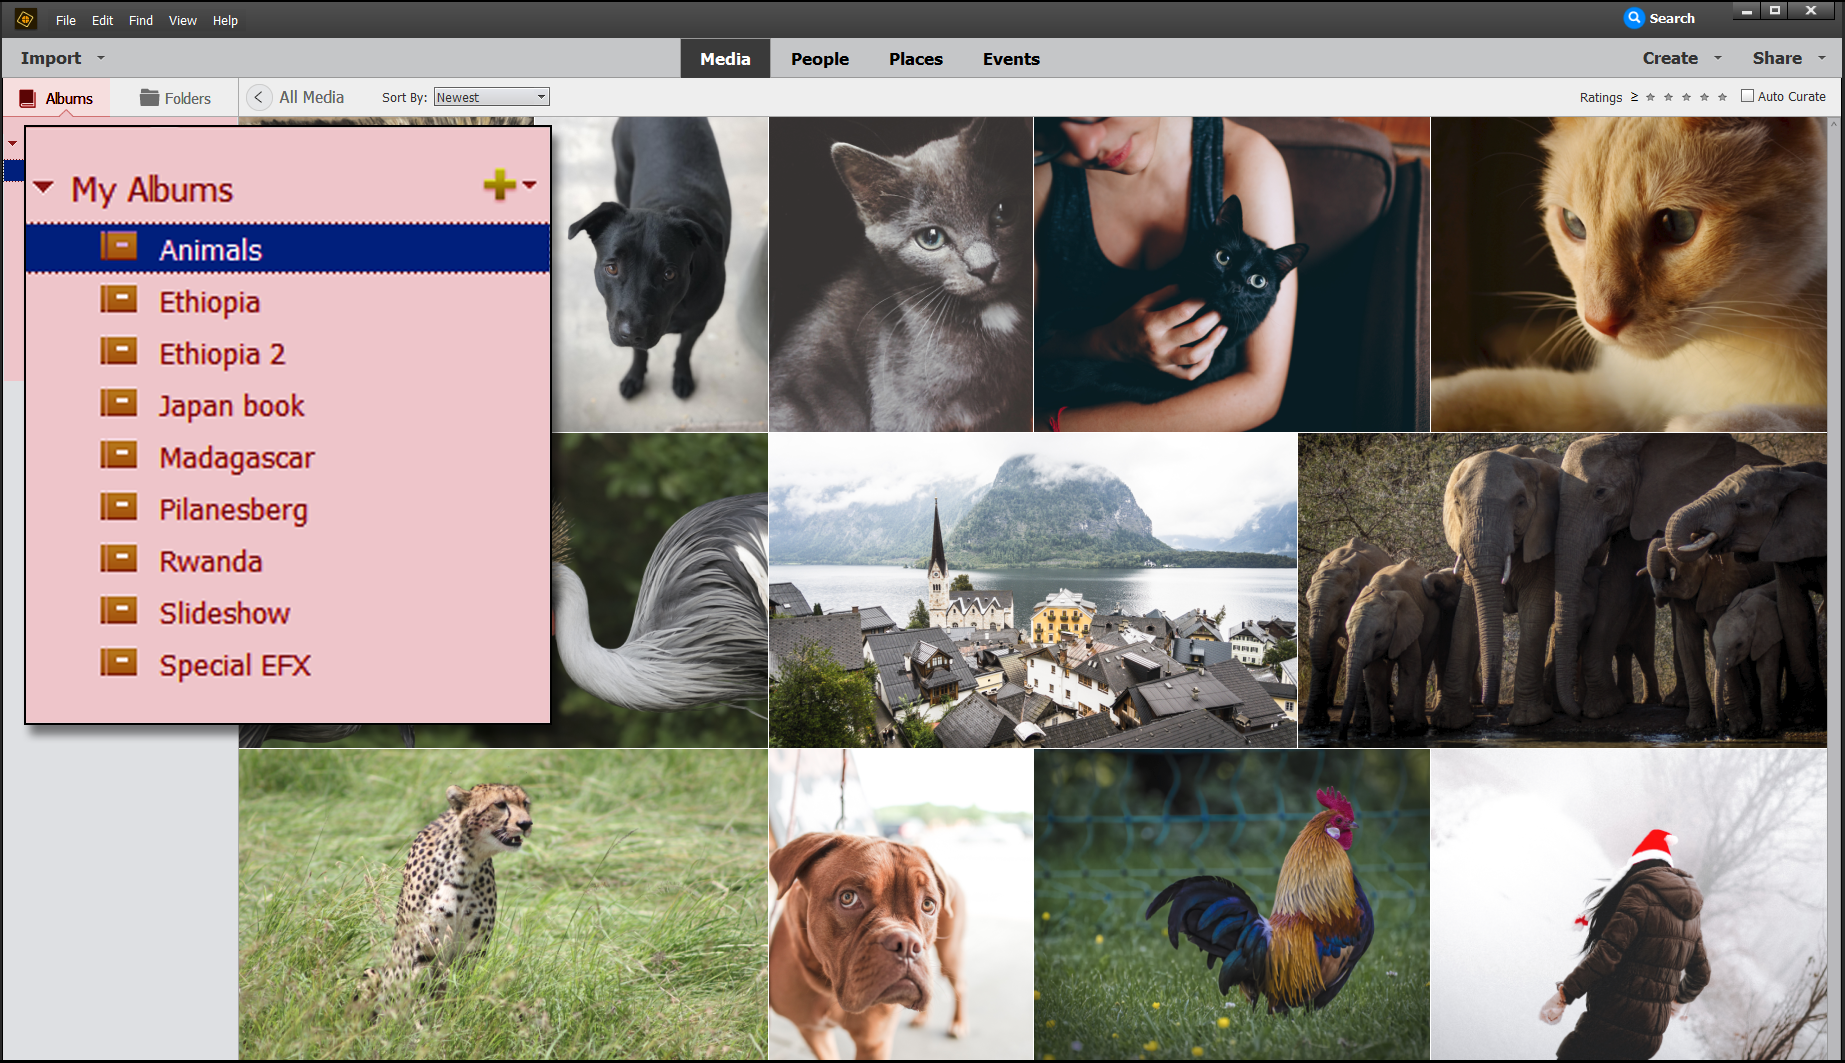 File Edit Find View Help
Search
Import
Media People Places Events
Create Share
Albums Folders
All Media Sort By: Newest
Ratings ≥ Auto Curate
My Albums
Animals
Ethiopia
Ethiopia 2
Japan book
Madagascar
Pilanesberg
Rwanda
Slideshow
Special EFX